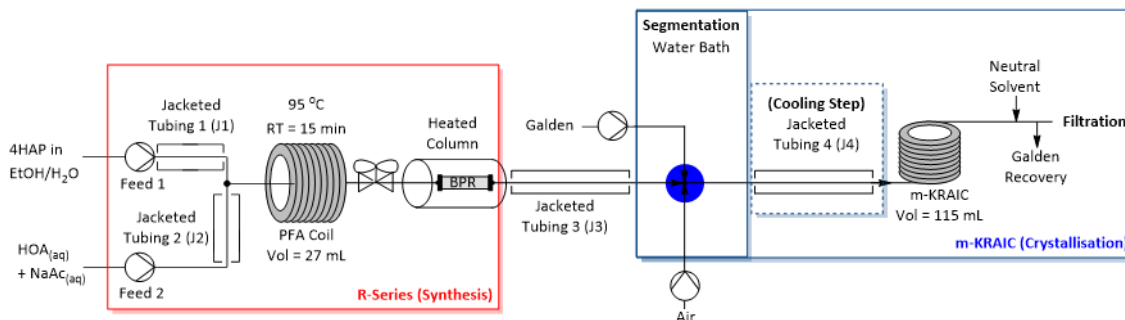 Segmentation
Water Bath
Neutral
Solvent
Jacketed
Tubing 1 (J1)
95 °C
RT = 15 min
Heated
Column
(Cooling Step)
Jacketed
Tubing 4 (J4)
Filtration
Galden
4HAP in
EtOH/H2O
Feed 1
BPR
Galden
Recovery
Jacketed
Tubing 2 (J2)
Jacketed
Tubing 3 (J3)
m-KRAIC
Vol = 115 mL
HOA(aq)
+ NaAc(aq)
Feed 2
PFA Coil
Vol = 27 mL
m-KRAIC (Crystallisation)
R-Series (Synthesis)
Air